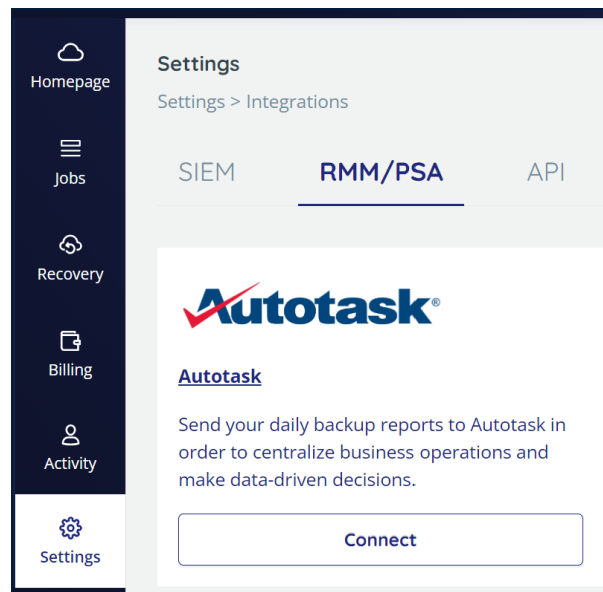 Homepage
Jobs
Recovery
Billing
Activity
Settings
Settings
Settings > Integrations
SIEM RMM/PSA API
Autotask®
Autotask
Send your daily backup reports to Autotask in
order to centralize business operations and
make data-driven decisions.
Connect